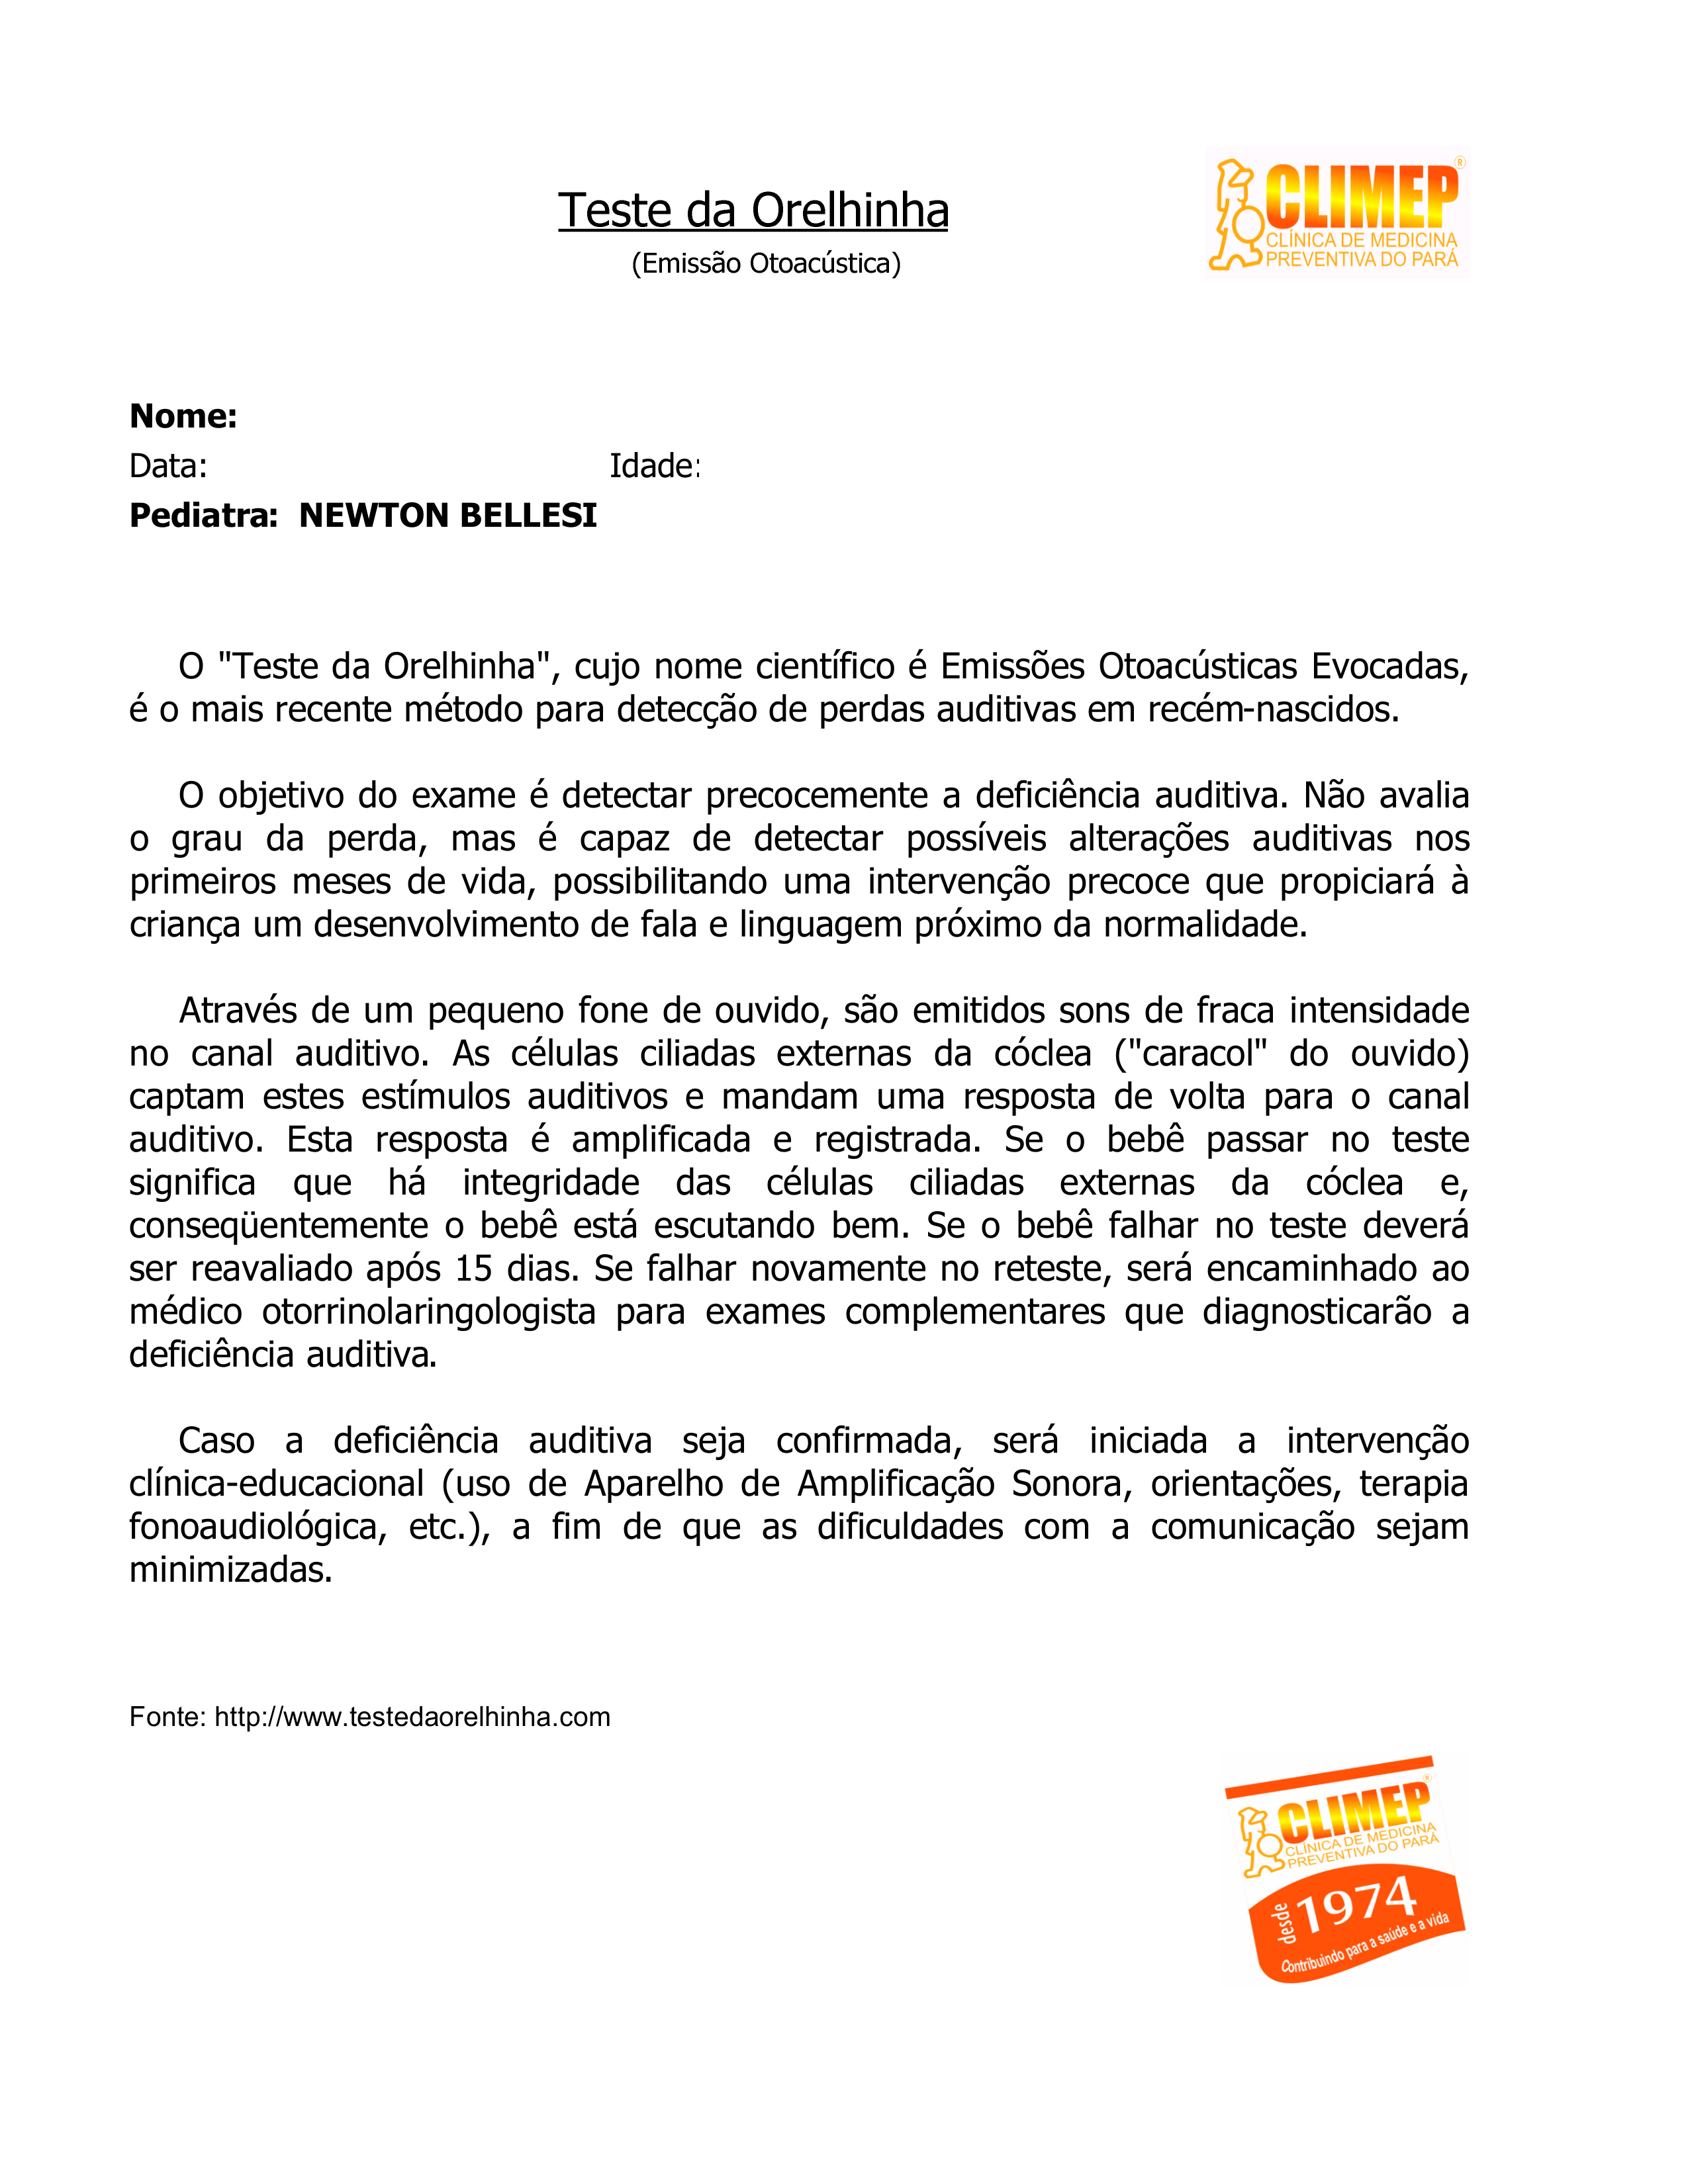 Teste da Orelhinha
(Emissão Otoacústica)
CLIMEP®
CLÍNICA DE MEDICINA
PREVENTIVA DO PARÁ
Nome:
Data: Idade:
Pediatra: NEWTON BELLESI
O "Teste da Orelhinha", cujo nome científico é Emissões Otoacústicas Evocadas,
é o mais recente método para detecção de perdas auditivas em recém-nascidos.
O objetivo do exame é detectar precocemente a deficiência auditiva. Não avalia
o grau da perda, mas é capaz de detectar possíveis alterações auditivas nos
primeiros meses de vida, possibilitando uma intervenção precoce que propiciará à
criança um desenvolvimento de fala e linguagem próximo da normalidade.
Através de um pequeno fone de ouvido, são emitidos sons de fraca intensidade
no canal auditivo. As células ciliadas externas da cóclea ("caracol" do ouvido)
captam estes estímulos auditivos e mandam uma resposta de volta para o canal
auditivo. Esta resposta é amplificada e registrada. Se o bebê passar no teste
significa que há integridade das células ciliadas externas da cóclea e,
conseqüentemente o bebê está escutando bem. Se o bebê falhar no teste deverá
ser reavaliado após 15 dias. Se falhar novamente no reteste, será encaminhado ao
médico otorrinolaringologista para exames complementares que diagnosticarão a
deficiência auditiva.
Caso a deficiência auditiva seja confirmada, será iniciada a intervenção
clínica-educacional (uso de Aparelho de Amplificação Sonora, orientações, terapia
fonoaudiológica, etc.), a fim de que as dificuldades com a comunicação sejam
minimizadas.
Fonte: http://www.testedaorelhinha.com
CLIMEP®
CLÍNICA DE MEDICINA
PREVENTIVA DO PARÁ
desde 1974
Contribuindo para a saúde e a vida